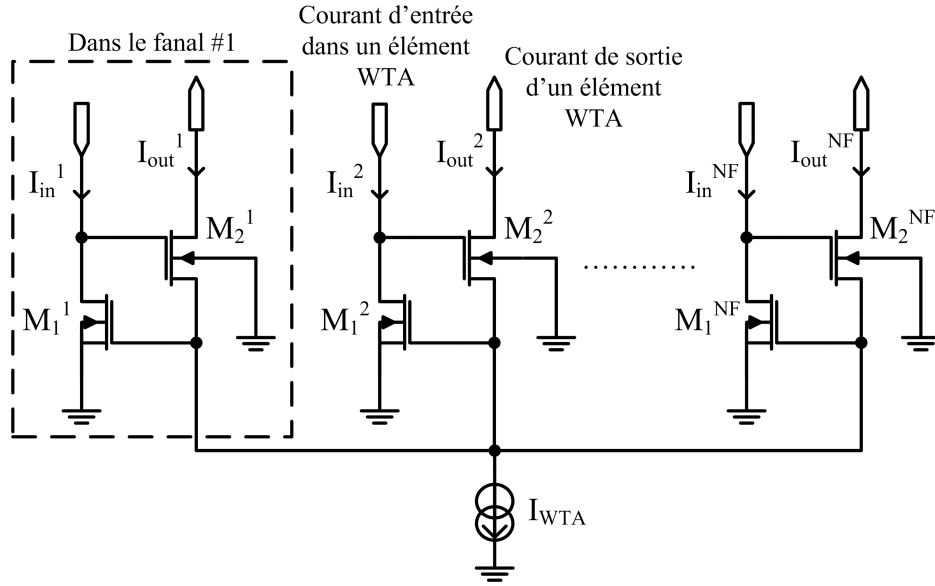 Dans le fanal #1
Courant d'entrée
dans un élément
WTA
Courant de sortie
d'un élément
WTA
I_in^1
I_out^1
M_2^1
M_1^1
I_in^2
I_out^2
M_2^2
M_1^2
....................
I_in^NF
I_out^NF
M_2^NF
M_1^NF
I_WTA